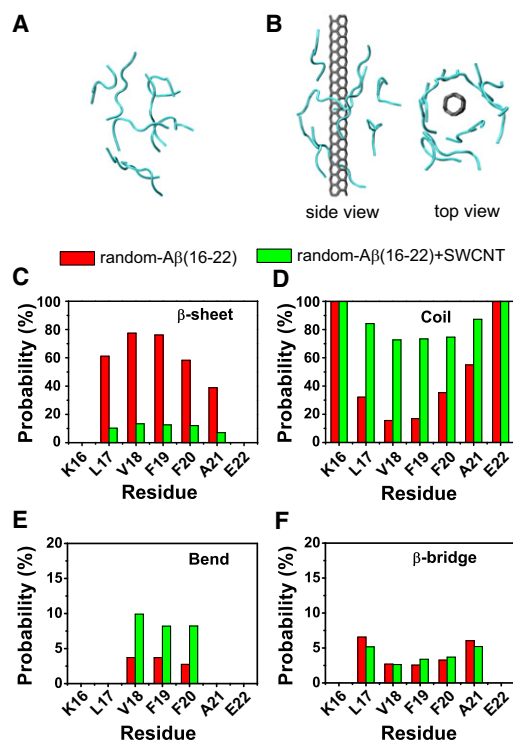 A
B
side view
top view
random-Aβ(16-22)
random-Aβ(16-22)+SWCNT
C
D
100
80
60
40
20
0
Probability (%)
β-sheet
K16 L17 V18 F19 F20 A21 E22
Residue
100
80
60
40
20
0
Probability (%)
Coil
K16 L17 V18 F19 F20 A21 E22
Residue
E
F
20
15
10
5
0
Probability (%)
Bend
K16 L17 V18 F19 F20 A21 E22
Residue
20
15
10
5
0
Probability (%)
β-bridge
K16 L17 V18 F19 F20 A21 E22
Residue